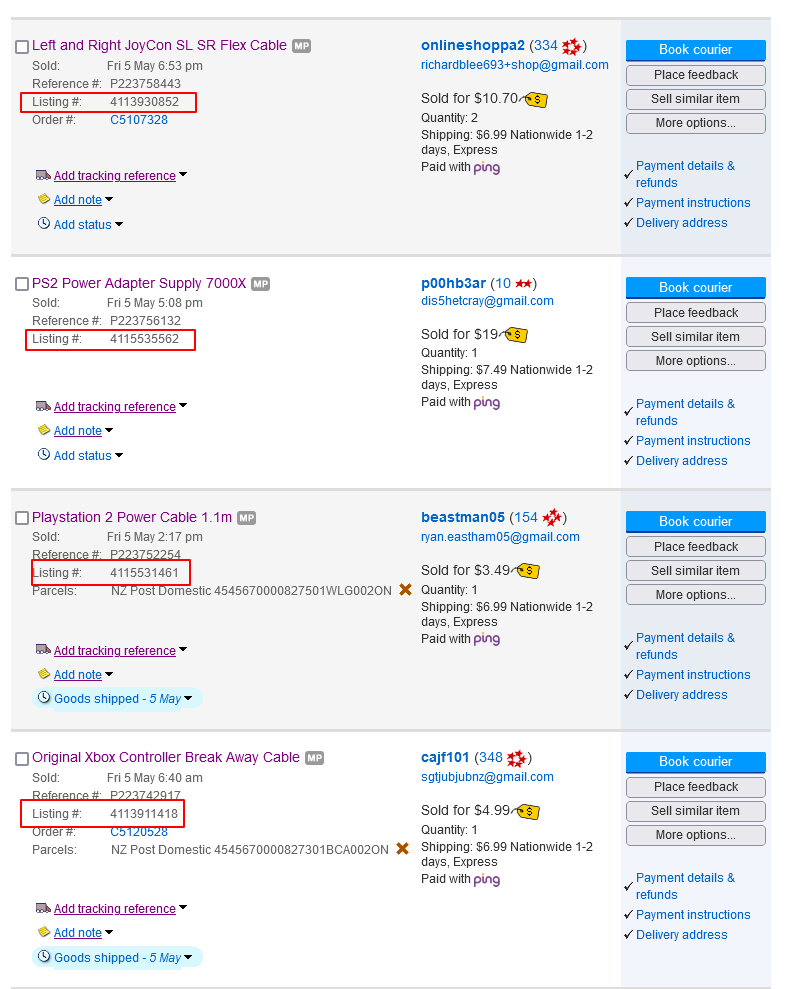 Left and Right JoyCon SL SR Flex Cable MP
Sold: Fri 5 May 6:53 pm
Reference #: P223758443
Listing #: 4113930852
Order #: C5107328
Add tracking reference
Add note
Add status
onlineshoppa2 (334)
richardblee693+shop@gmail.com
Sold for $10.70 $
Quantity: 2
Shipping: $6.99 Nationwide 1-2
days, Express
Paid with ping
Book courier
Place feedback
Sell similar item
More options...
Payment details &
refunds
Payment instructions
Delivery address
PS2 Power Adapter Supply 7000X MP
Sold: Fri 5 May 5:08 pm
Reference #: P223756132
Listing #: 4115535562
Add tracking reference
Add note
Add status
p00hb3ar (10)
dis5hetcray@gmail.com
Sold for $19 $
Quantity: 1
Shipping: $7.49 Nationwide 1-2
days, Express
Paid with ping
Book courier
Place feedback
Sell similar item
More options...
Payment details &
refunds
Payment instructions
Delivery address
Playstation 2 Power Cable 1.1m MP
Sold: Fri 5 May 2:17 pm
Reference #: P223752254
Listing #: 4115531461
Parcels: NZ Post Domestic 4545670000827501WLG002ON
Add tracking reference
Add note
Goods shipped - 5 May
beastman05 (154)
ryan.eastham05@gmail.com
Sold for $3.49 $
Quantity: 1
Shipping: $6.99 Nationwide 1-2
days, Express
Paid with ping
Book courier
Place feedback
Sell similar item
More options...
Payment details &
refunds
Payment instructions
Delivery address
Original Xbox Controller Break Away Cable MP
Sold: Fri 5 May 6:40 am
Reference #: P223742917
Listing #: 4113911418
Order #: C5120528
Parcels: NZ Post Domestic 4545670000827301BCA002ON
Add tracking reference
Add note
Goods shipped - 5 May
cajf101 (348)
sgtjubjubnz@gmail.com
Sold for $4.99 $
Quantity: 1
Shipping: $6.99 Nationwide 1-2
days, Express
Paid with ping
Book courier
Place feedback
Sell similar item
More options...
Payment details &
refunds
Payment instructions
Delivery address